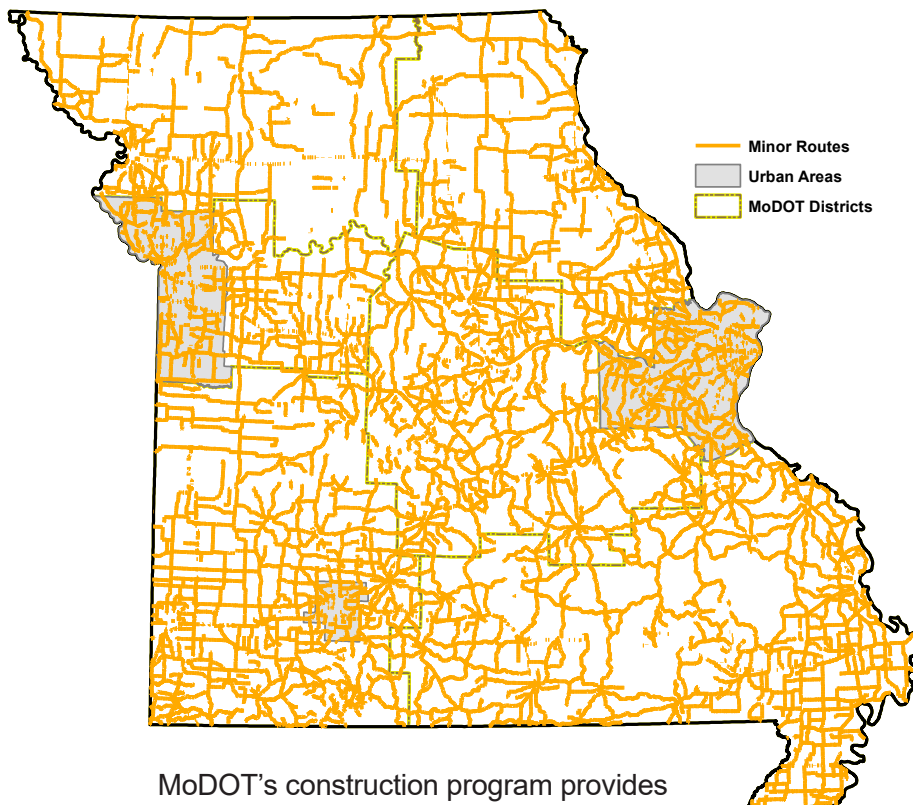 Minor Routes
Urban Areas
MoDOT Districts
MoDOT's construction program provides